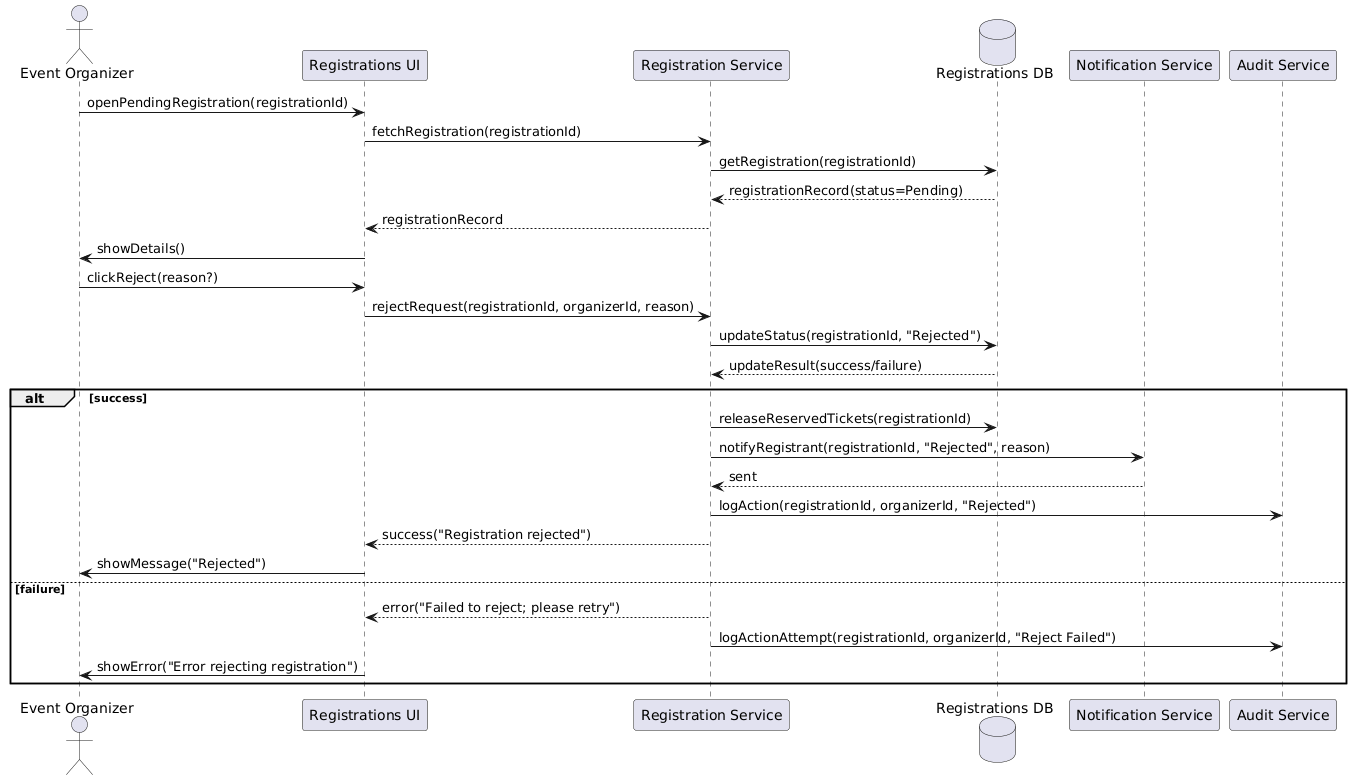 Event Organizer
Registrations UI
Registration Service
Registrations DB
Notification Service
Audit Service
openPendingRegistration(registrationId)
fetchRegistration(registrationId)
getRegistration(registrationId)
registrationRecord(status=Pending)
registrationRecord
showDetails()
clickReject(reason?)
rejectRequest(registrationId, organizerId, reason)
updateStatus(registrationId, "Rejected")
updateResult(success/failure)
alt [success]
releaseReservedTickets(registrationId)
notifyRegistrant(registrationId, "Rejected", reason)
sent
logAction(registrationId, organizerId, "Rejected")
success("Registration rejected")
showMessage("Rejected")
[failure]
error("Failed to reject; please retry")
logActionAttempt(registrationId, organizerId, "Reject Failed")
showError("Error rejecting registration")
Event Organizer
Registrations UI
Registration Service
Registrations DB
Notification Service
Audit Service